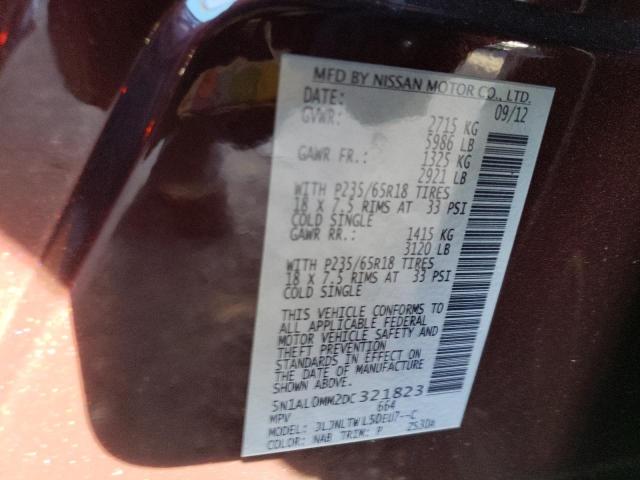 MFD BY NISSAN MOTOR CO., LTD.
DATE: 09/12
GVWR: 2715 KG
5986 LB
GAWR FR.: 1325 KG
2921 LB
WITH P235/65R18 TIRES
18 X 7.5 RIMS AT 33 PSI
COLD SINGLE
GAWR RR.: 1415 KG
3120 LB
WITH P235/65R18 TIRES
18 X 7.5 RIMS AT 33 PSI
COLD SINGLE
THIS VEHICLE CONFORMS TO
ALL APPLICABLE FEDERAL
MOTOR VEHICLE SAFETY AND
THEFT PREVENTION
STANDARDS IN EFFECT ON
THE DATE OF MANUFACTURE
SHOWN ABOVE.
5N1AL0MM2DC321823
MPV 664
MODEL: JLJNLTWL50EU7--C
COLOR: NAB TRIM: P